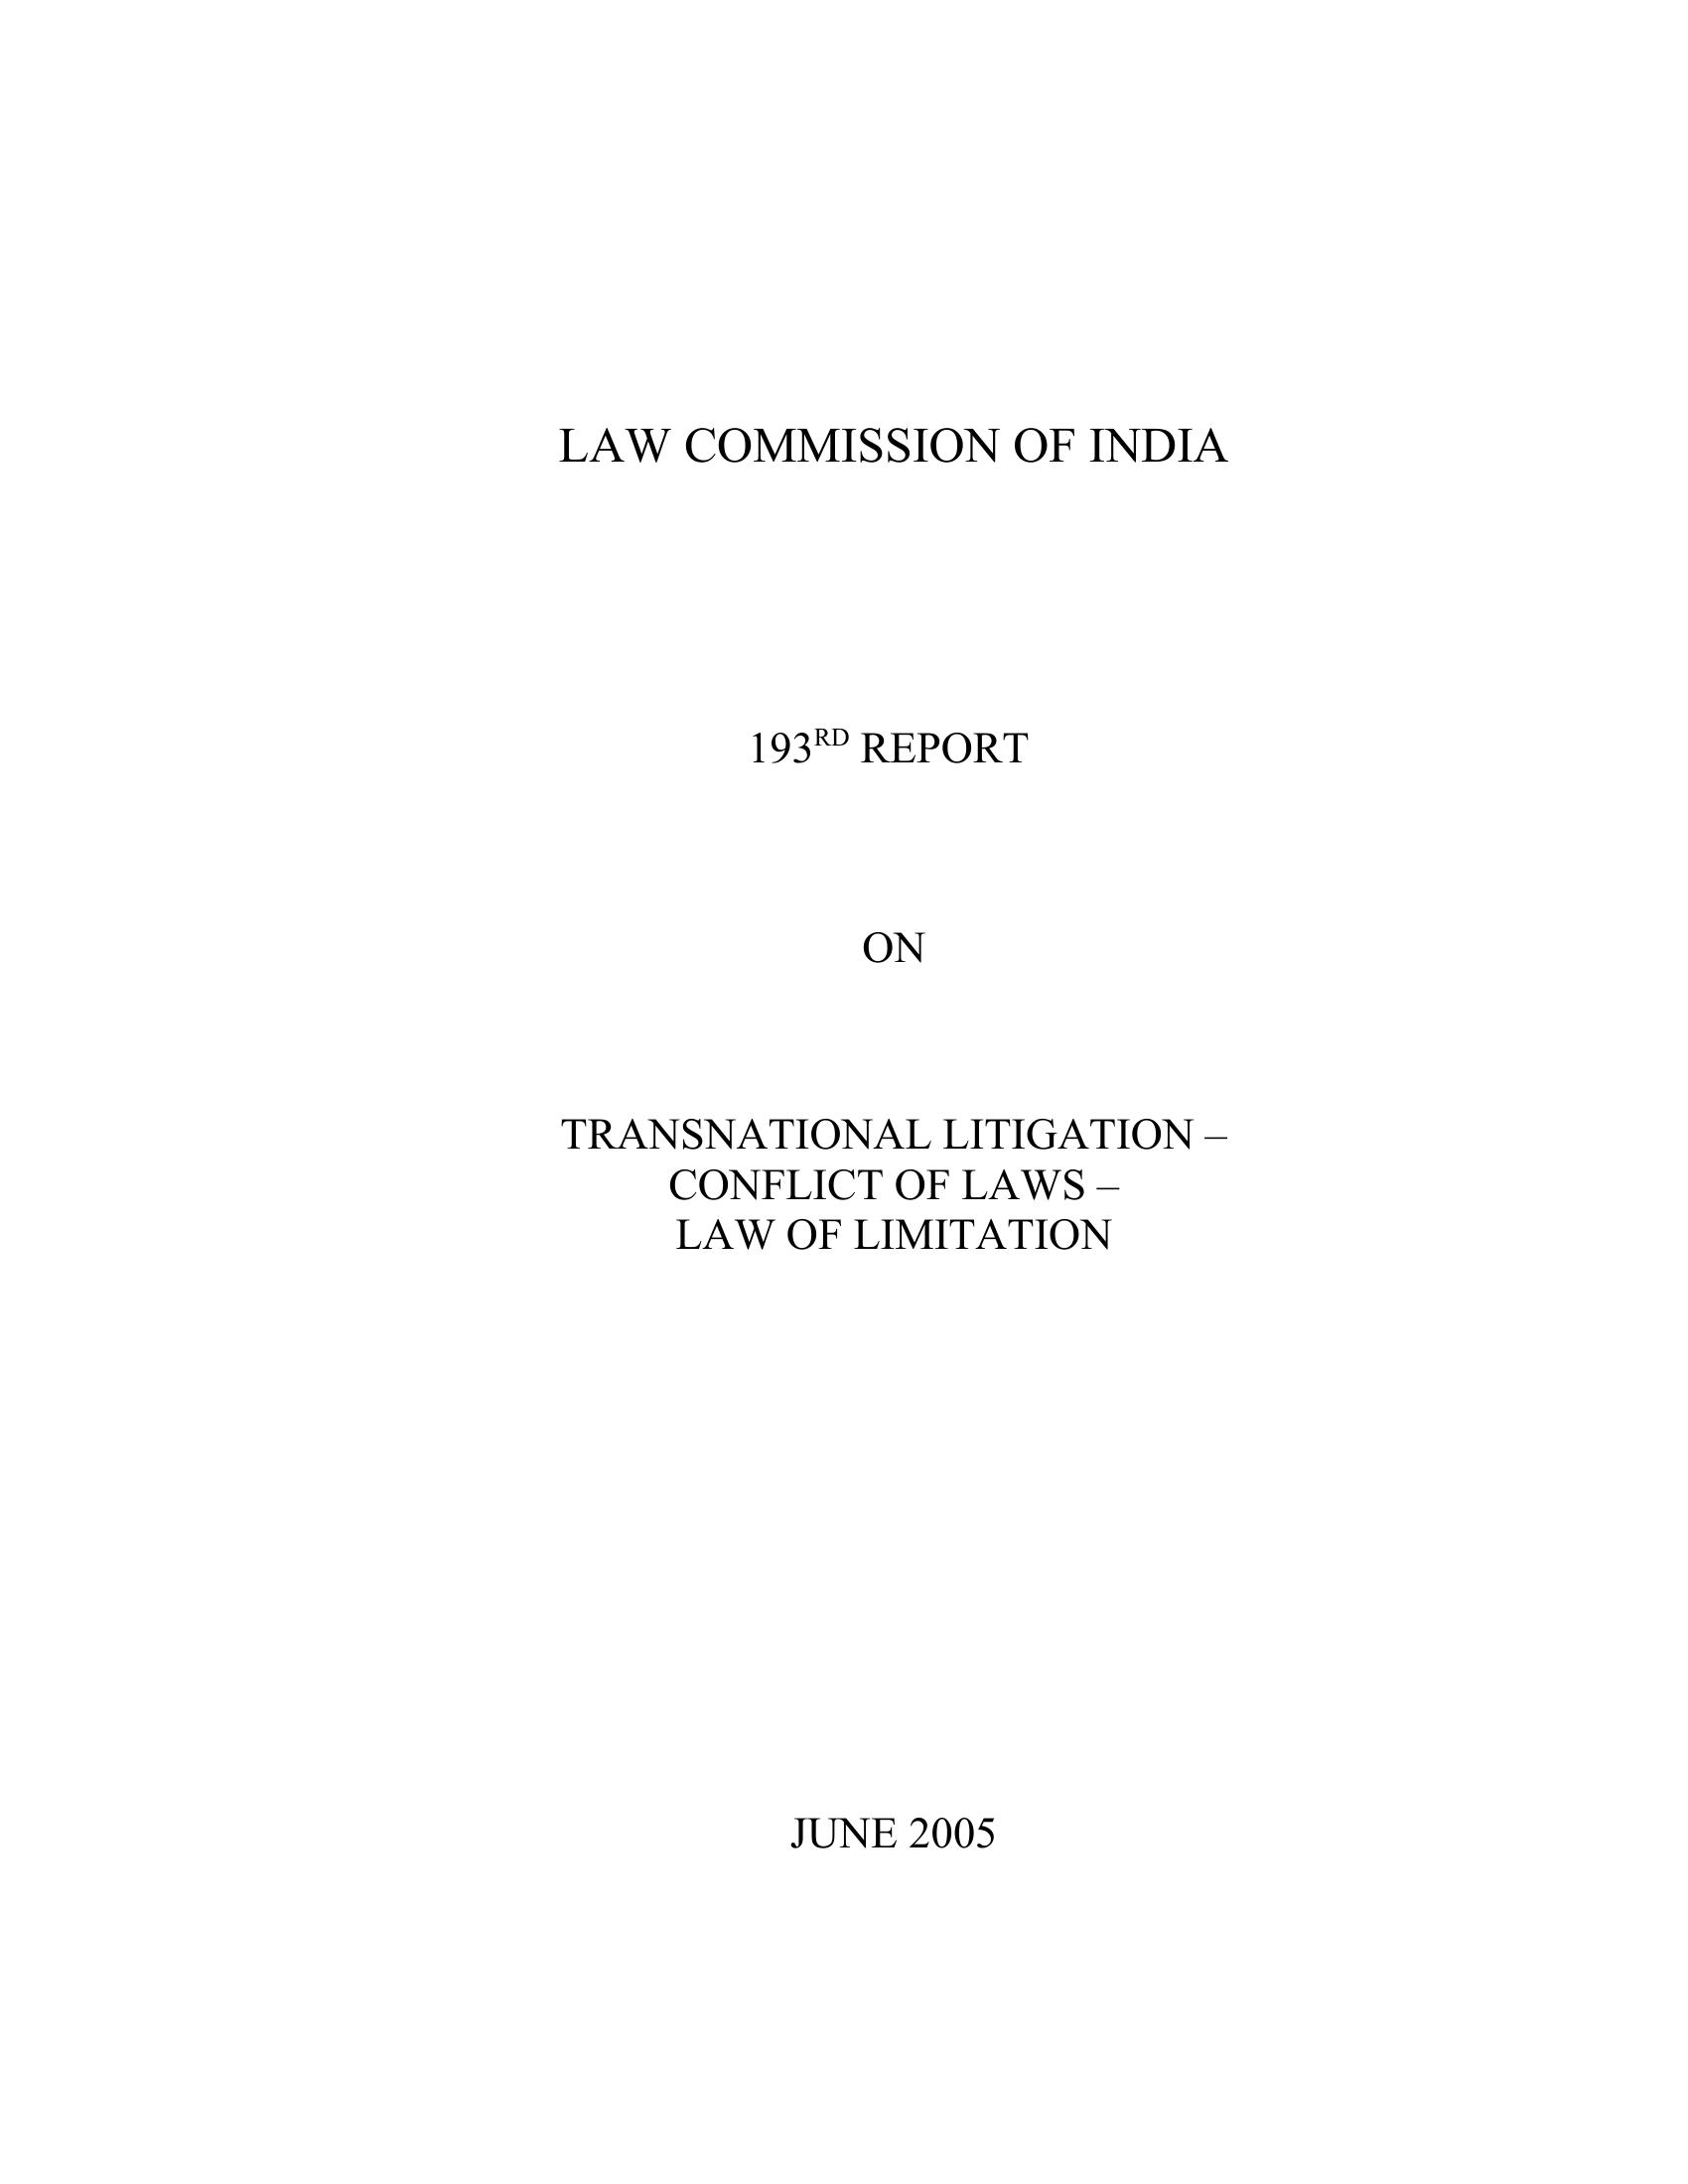 LAW COMMISSION OF INDIA
193RD REPORT
ON
TRANSNATIONAL LITIGATION –
CONFLICT OF LAWS –
LAW OF LIMITATION
JUNE 2005